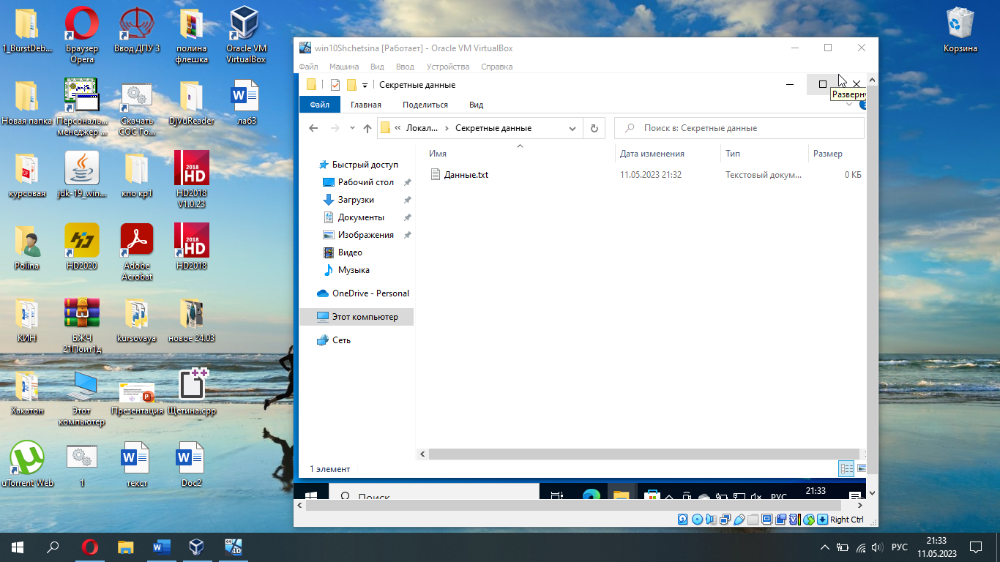 1_BurstDeb...
Браузер
Opera
Ввод ДПУ 3
полина
флешка
Oracle VM
VirtualBox
Корзина
Новая папка
Персональ...
менеджер ...
Скачать
СОС Го...
DjVuReader
лаб3
курсовая
jdk-19_win...
кпо кр1
HD2018
V1.0.23
Polina
HD2020
Adobe
Acrobat
HD2018
КИН
БЖЧ
21Поит1д
kursovaya
новое 24.03
Хакатон
Этот
компьютер
Презентация
Щетина.cpp
uTorrent Web
1
текст
Doc2
win10Shchetsina [Работает] - Oracle VM VirtualBox
Файл Машина Вид Ввод Устройства Справка
Секретные данные
Разверну
Файл Главная Поделиться Вид
« Локал... › Секретные данные
Поиск в: Секретные данные
Имя Дата изменения Тип Размер
Данные.txt 11.05.2023 21:32 Текстовый докум... 0 КБ
Быстрый доступ
Рабочий стол
Загрузки
Документы
Изображения
Видео
Музыка
OneDrive - Personal
Этот компьютер
Сеть
1 элемент
Поиск
РУС
21:33
Right Ctrl
РУС
21:33
11.05.2023